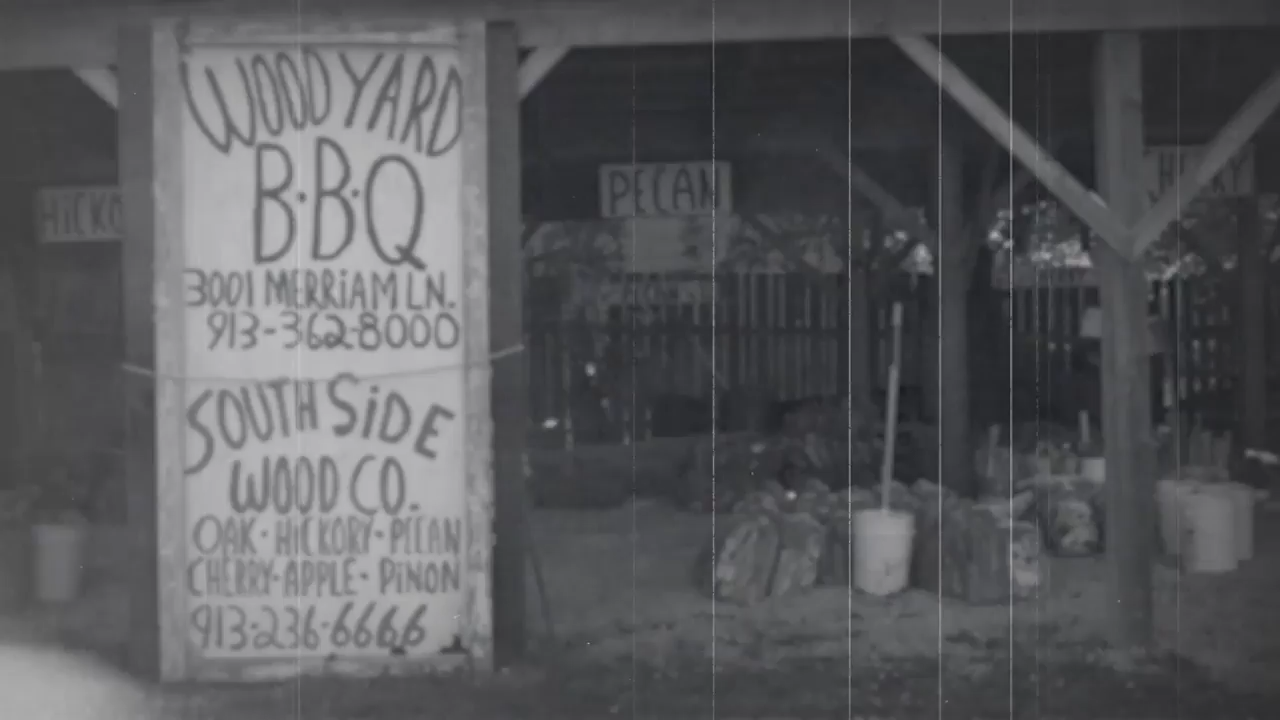 WOODYARD
B·B·Q
3001 MERRiAM LN.
913-362-8000
SOUTH SiDE
WOOD CO.
OAK·HICKORY·PECAN
CHERRY·APPLE·PiNON
913-236-6666
HiCKO
PECAN